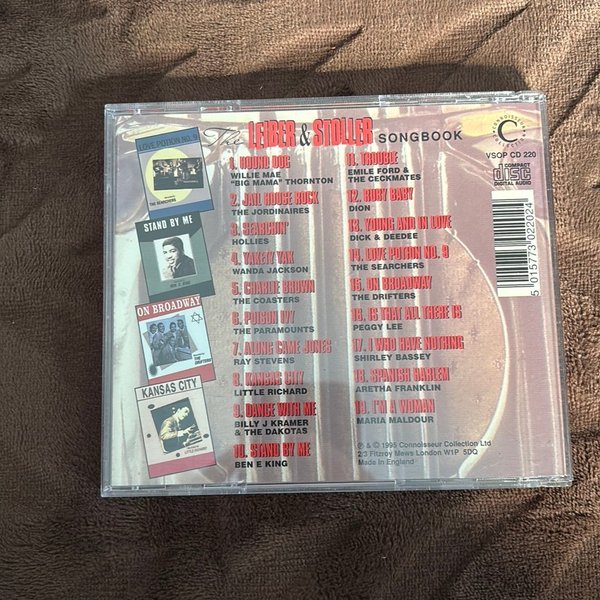 The LEIBER & STOLLER SONGBOOK
CONNOISSEUR COLLECTION
C
VSOP CD 220
COMPACT
disc
DIGITAL AUDIO
5 015773 022024
LOVE POTION NO. 9
THE SEARCHERS
STAND BY ME
BEN E. KING
ON BROADWAY
THE DRIFTERS
KANSAS CITY
LITTLE RICHARD
1. HOUND DOG
WILLIE MAE
"BIG MAMA" THORNTON
2. JAIL HOUSE ROCK
THE JORDINAIRES
3. SEARCHIN'
HOLLIES
4. YAKETY YAK
WANDA JACKSON
5. CHARLIE BROWN
THE COASTERS
6. POISON IVY
THE PARAMOUNTS
7. ALONG CAME JONES
RAY STEVENS
8. KANSAS CITY
LITTLE RICHARD
9. DANCE WITH ME
BILLY J KRAMER
& THE DAKOTAS
10. STAND BY ME
BEN E KING
11. TROUBLE
EMILE FORD &
THE CECKMATES
12. RUBY BABY
DION
13. YOUNG AND IN LOVE
DICK & DEEDEE
14. LOVE POTION NO. 9
THE SEARCHERS
15. ON BROADWAY
THE DRIFTERS
16. IS THAT ALL THERE IS
PEGGY LEE
17. I WHO HAVE NOTHING
SHIRLEY BASSEY
18. SPANISH HARLEM
ARETHA FRANKLIN
19. I'M A WOMAN
MARIA MALDOUR
℗ & © 1995 Connoisseur Collection Ltd
2/3 Fitzroy Mews London W1P 5DQ
Made in England